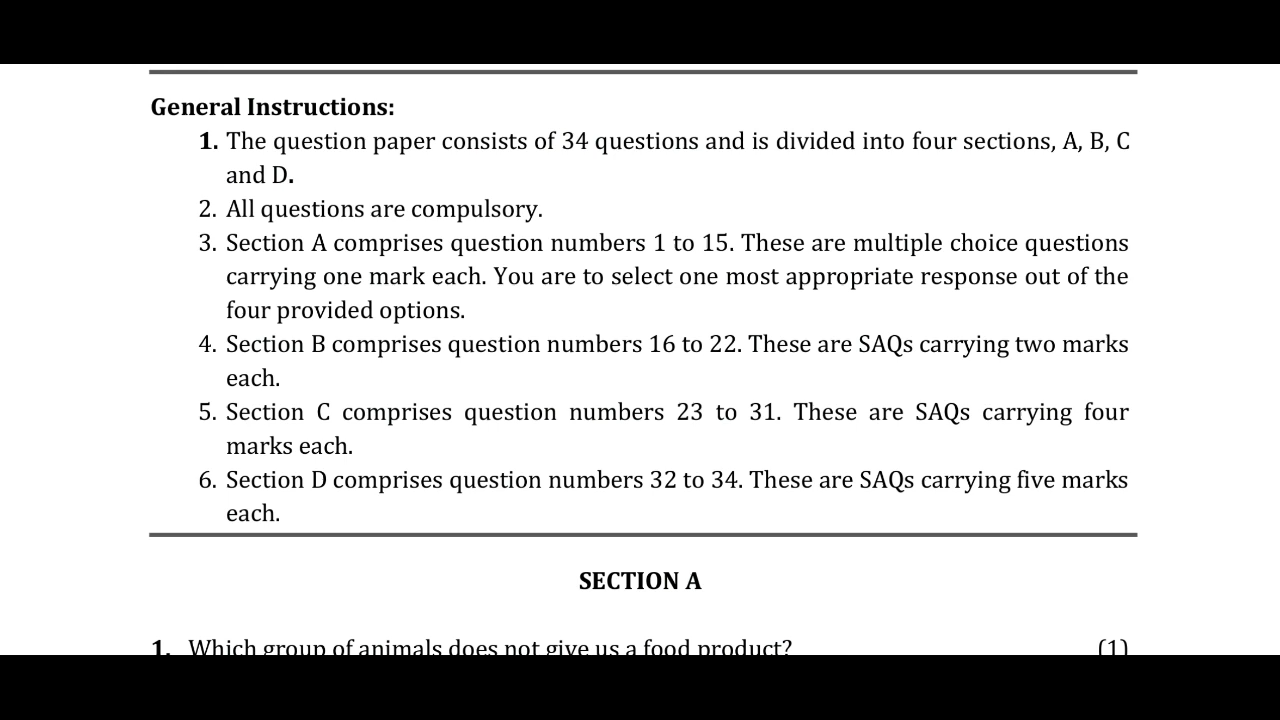 General Instructions:
1. The question paper consists of 34 questions and is divided into four sections, A, B, C
and D.
2. All questions are compulsory.
3. Section A comprises question numbers 1 to 15. These are multiple choice questions
carrying one mark each. You are to select one most appropriate response out of the
four provided options.
4. Section B comprises question numbers 16 to 22. These are SAQs carrying two marks
each.
5. Section C comprises question numbers 23 to 31. These are SAQs carrying four
marks each.
6. Section D comprises question numbers 32 to 34. These are SAQs carrying five marks
each.
SECTION A
1. Which group of animals does not give us a food product? (1)